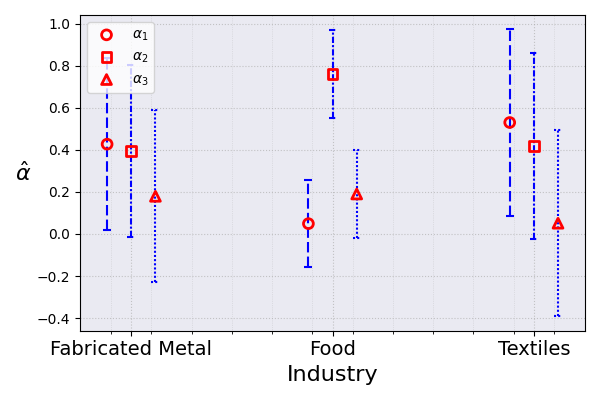 1.0
0.8
0.6
0.4
0.2
0.0
−0.2
−0.4
α̂
α₁
α₂
α₃
Fabricated Metal
Food
Textiles
Industry